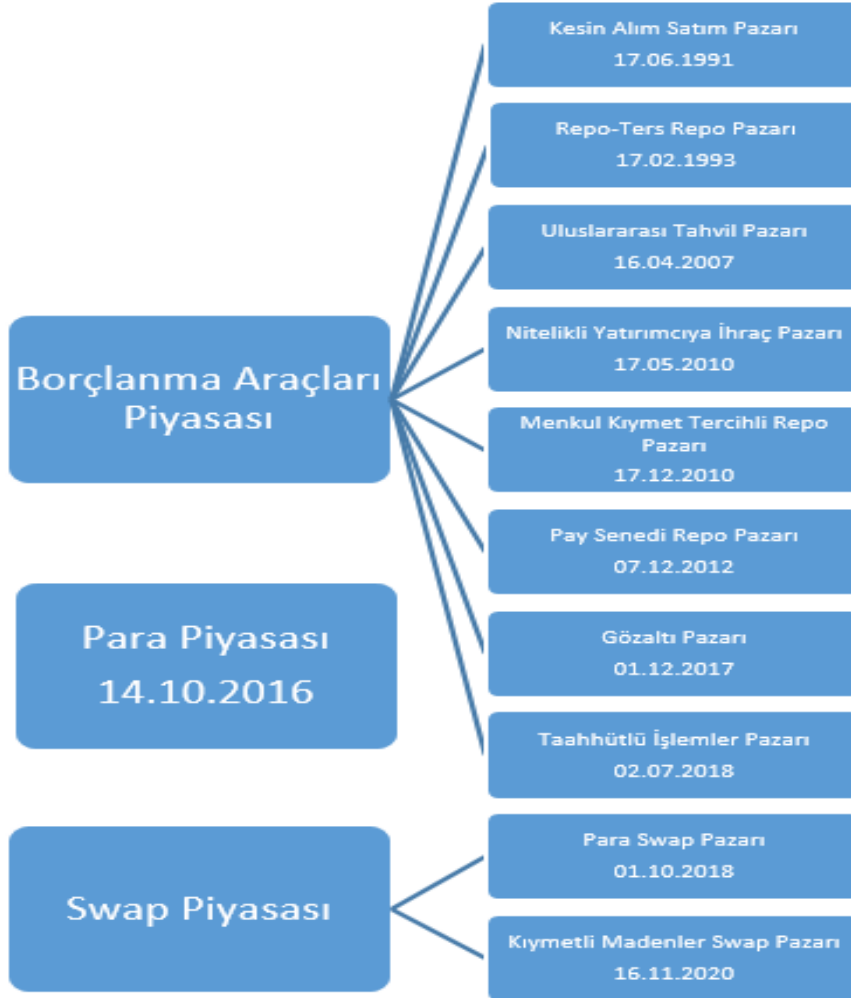 Borçlanma Araçları
Piyasası
Kesin Alım Satım Pazarı
17.06.1991
Repo-Ters Repo Pazarı
17.02.1993
Uluslararası Tahvil Pazarı
16.04.2007
Nitelikli Yatırımcıya İhraç Pazarı
17.05.2010
Menkul Kıymet Tercihli Repo
Pazarı
17.12.2010
Pay Senedi Repo Pazarı
07.12.2012
Gözaltı Pazarı
01.12.2017
Taahhütlü İşlemler Pazarı
02.07.2018
Para Piyasası
14.10.2016
Swap Piyasası
Para Swap Pazarı
01.10.2018
Kıymetli Madenler Swap Pazarı
16.11.2020